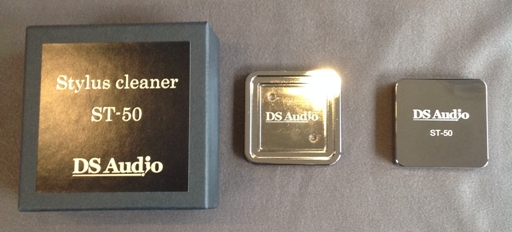 Stylus cleaner
ST-50
DS Audio
DS Audio
DS Audio
ST-50